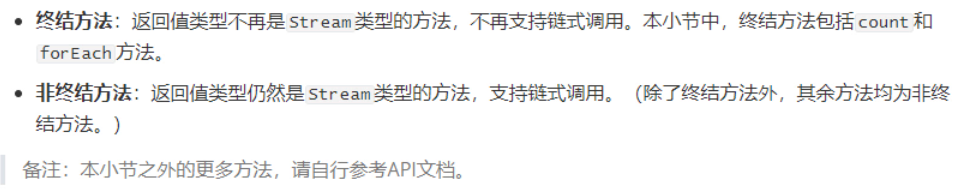 • 终结方法：返回值类型不再是Stream类型的方法，不再支持链式调用。本小节中，终结方法包括count和
forEach方法。
• 非终结方法：返回值类型仍然是Stream类型的方法，支持链式调用。（除了终结方法外，其余方法均为非终
结方法。）
备注：本小节之外的更多方法，请自行参考API文档。